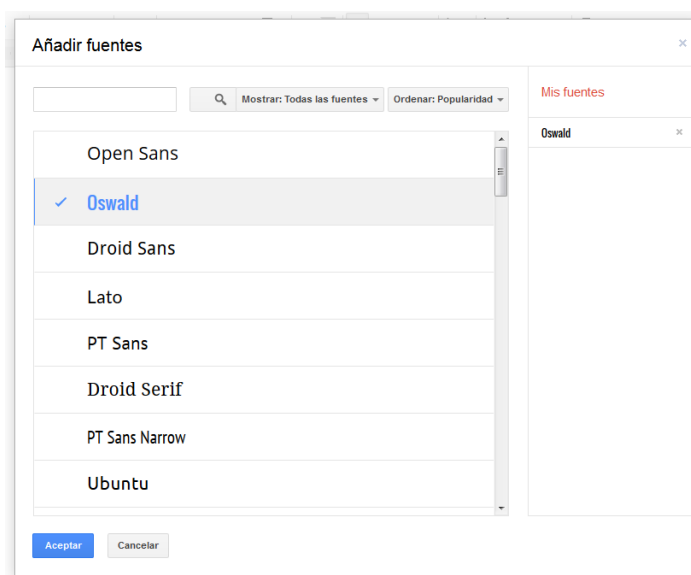 Añadir fuentes
Mostrar: Todas las fuentes
Ordenar: Popularidad
Mis fuentes
Oswald
Open Sans
Oswald
Droid Sans
Lato
PT Sans
Droid Serif
PT Sans Narrow
Ubuntu
Aceptar
Cancelar